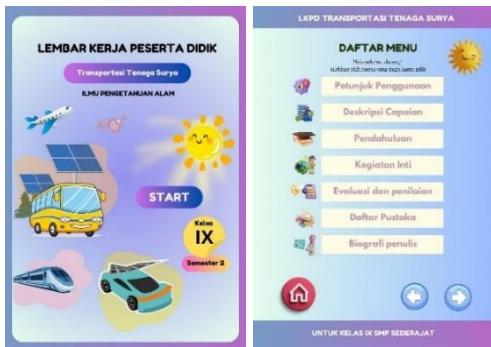 LEMBAR KERJA PESERTA DIDIK
Transportasi Tenaga Surya
ILMU PENGETAHUAN ALAM
START
Kelas
IX
Semester 2
LKPD TRANSPORTASI TENAGA SURYA
DAFTAR MENU
Petunjuk Penggunaan
Deskripsi Capaian
Pendahuluan
Kegiatan Inti
Evaluasi dan penilaian
Daftar Pustaka
Biografi penulis
UNTUK KELAS IX SMP SEDERAJAT